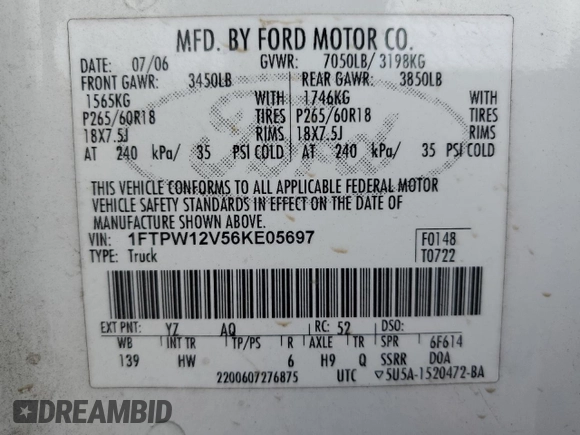 MFD. BY FORD MOTOR CO.
DATE: 07/06 GVWR: 7050LB/ 3198KG
FRONT GAWR: 3450LB REAR GAWR: 3850LB
1565KG WITH 1746KG WITH
P265/60R18 TIRES P265/60R18 TIRES
18X7.5J RIMS 18X7.5J RIMS
AT 240 kPa/ 35 PSI COLD AT 240 kPa/ 35 PSI COLD
Ford
THIS VEHICLE CONFORMS TO ALL APPLICABLE FEDERAL MOTOR
VEHICLE SAFETY STANDARDS IN EFFECT ON THE DATE OF
MANUFACTURE SHOWN ABOVE.
VIN: 1FTPW12V56KE05697 F0148
TYPE: Truck T0722
EXT PNT: YZ AQ RC: 52 DSO:
WB INT TR TP/PS R AXLE TR SPR 6F614
139 HW 6 H9 Q SSRR DOA
2200607276875 UTC ▽5U5A-1520472-BA
DREAMBID